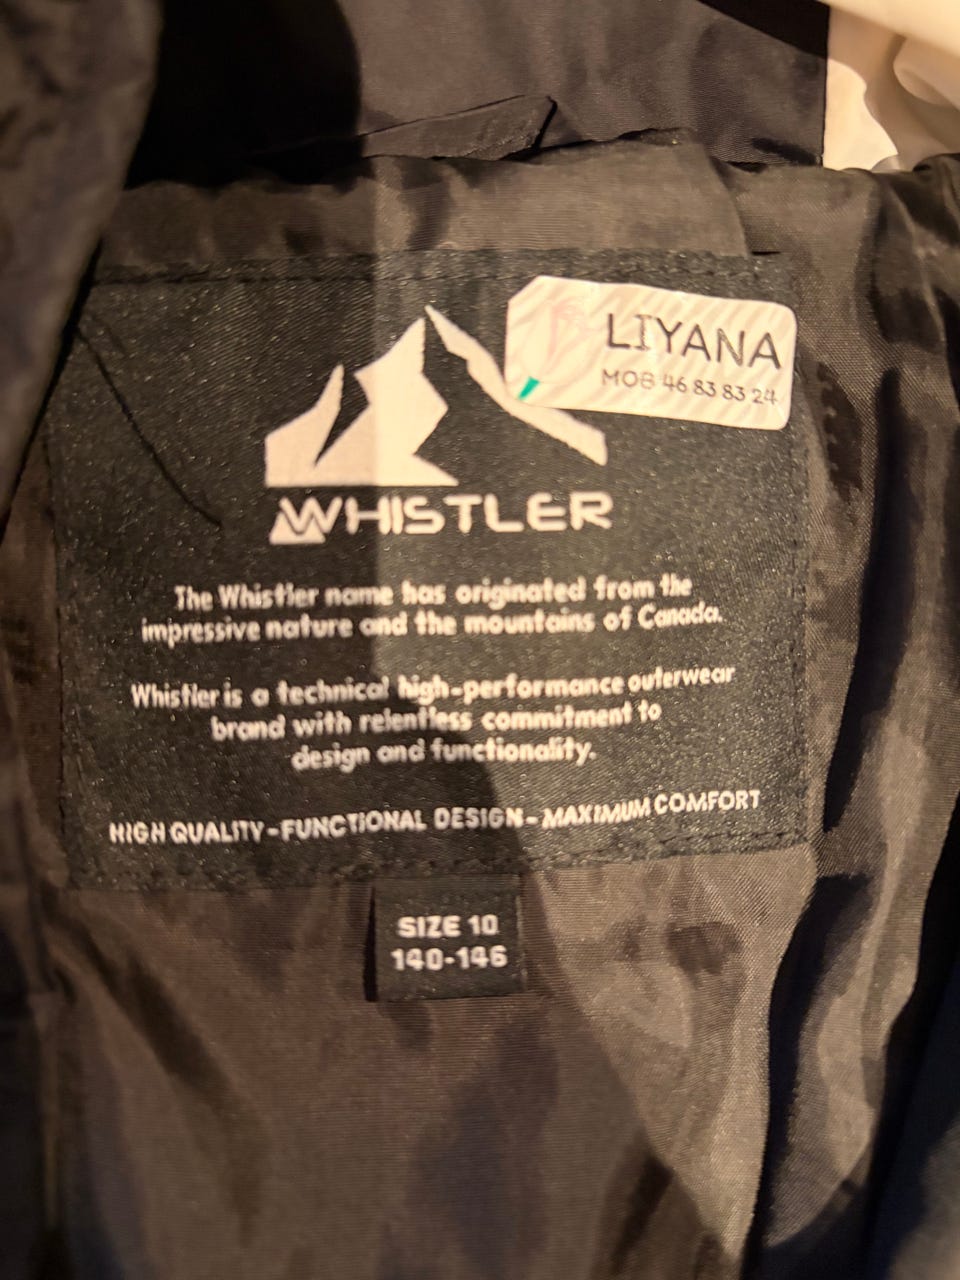 LIYANA
MOB 46 83 83 24
WHISTLER
The Whistler name has originated from the
impressive nature and the mountains of Canada.
Whistler is a technical high-performance outerwear
brand with relentless commitment to
design and functionality.
HIGH QUALITY-FUNCTIONAL DESIGN-MAXIMUM COMFORT
SIZE 10
140-146